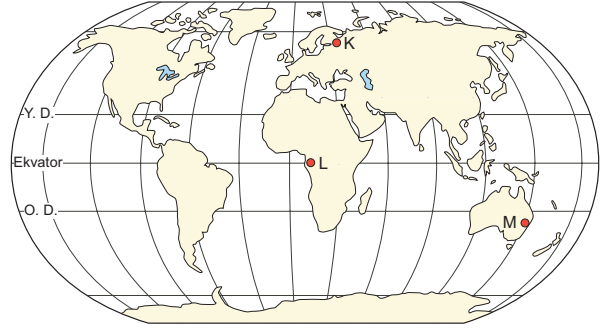 K
Y. D.
Ekvator
L
O. D.
M